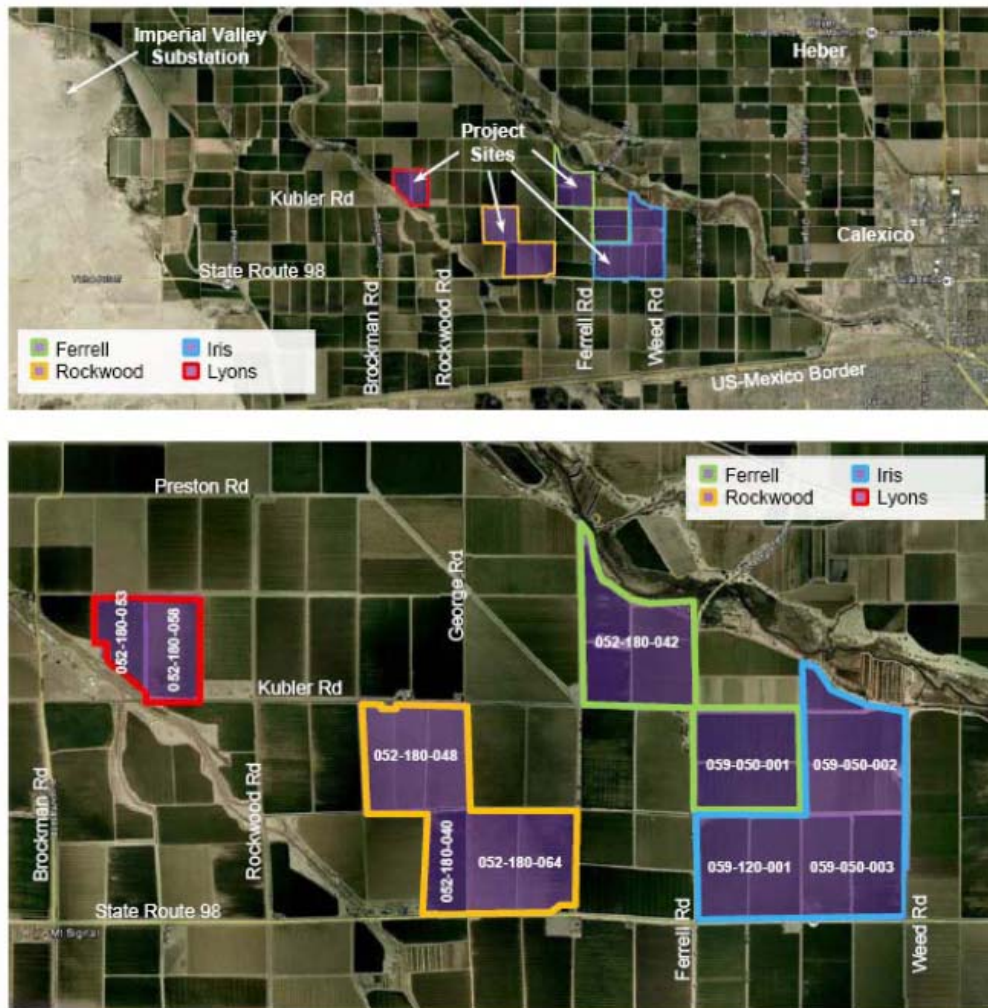 Imperial Valley
Substation
Heber
Project
Sites
Kubler Rd
Calexico
State Route 98
Brockman Rd
Rockwood Rd
Ferrell Rd
Weed Rd
US-Mexico Border
Ferrell
Iris
Rockwood
Lyons
Ferrell
Iris
Rockwood
Lyons
Preston Rd
George Rd
052-180-053
052-180-058
052-180-042
Kubler Rd
052-180-048
059-050-001
059-050-002
Brockman Rd
Rockwood Rd
052-180-040
052-180-064
059-120-001
059-050-003
State Route 98
Ferrell Rd
Weed Rd
Mt Signal